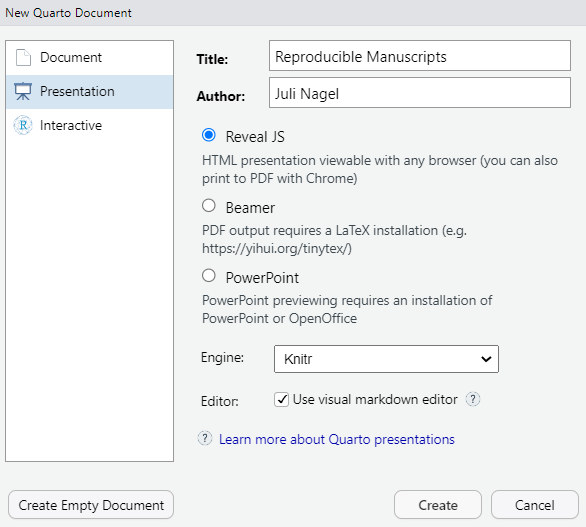 New Quarto Document
Document
Presentation
Interactive
Title:
Reproducible Manuscripts
Author:
Juli Nagel
Reveal JS
HTML presentation viewable with any browser (you can also
print to PDF with Chrome)
Beamer
PDF output requires a LaTeX installation (e.g.
https://yihui.org/tinytex/)
PowerPoint
PowerPoint previewing requires an installation of
PowerPoint or OpenOffice
Engine:
Knitr
Editor:
Use visual markdown editor ?
? Learn more about Quarto presentations
Create Empty Document
Create
Cancel